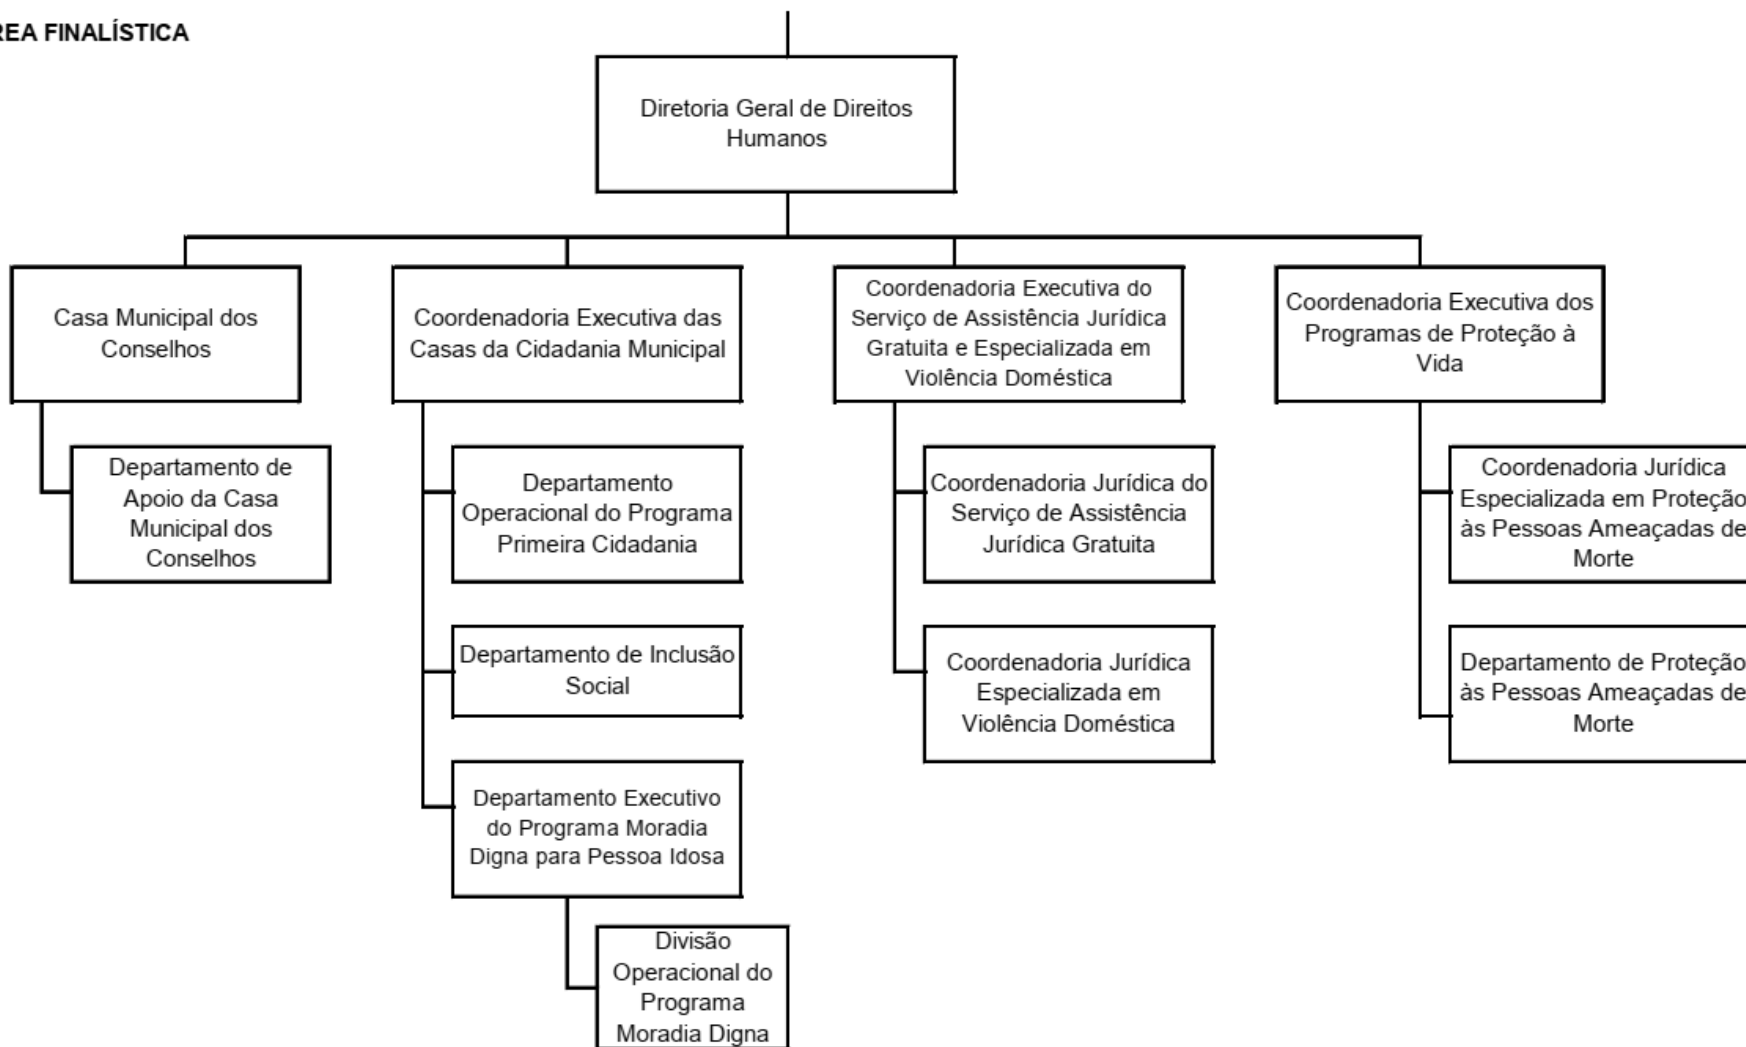 REA FINALÍSTICA
Diretoria Geral de Direitos
Humanos
Casa Municipal dos
Conselhos
Coordenadoria Executiva das
Casas da Cidadania Municipal
Coordenadoria Executiva do
Serviço de Assistência Jurídica
Gratuita e Especializada em
Violência Doméstica
Coordenadoria Executiva dos
Programas de Proteção à
Vida
Departamento de
Apoio da Casa
Municipal dos
Conselhos
Departamento
Operacional do Programa
Primeira Cidadania
Coordenadoria Jurídica do
Serviço de Assistência
Jurídica Gratuita
Coordenadoria Jurídica
Especializada em Proteção
às Pessoas Ameaçadas de
Morte
Departamento de Inclusão
Social
Coordenadoria Jurídica
Especializada em
Violência Doméstica
Departamento de Proteção
às Pessoas Ameaçadas de
Morte
Departamento Executivo
do Programa Moradia
Digna para Pessoa Idosa
Divisão
Operacional do
Programa
Moradia Digna